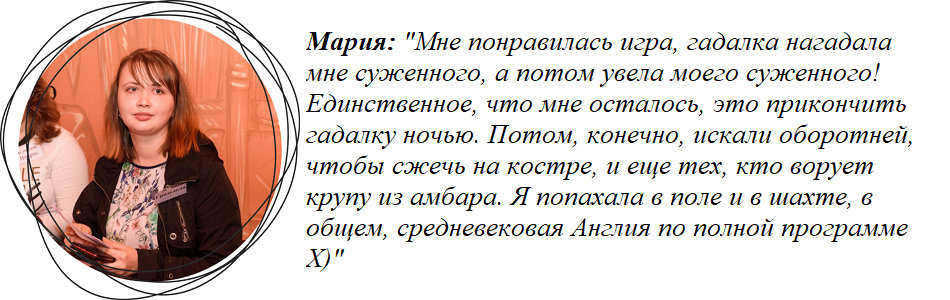 Мария: "Мне понравилась игра, гадалка нагадала
мне суженного, а потом увела моего суженного!
Единственное, что мне осталось, это прикончить
гадалку ночью. Потом, конечно, искали оборотней,
чтобы сжечь на костре, и еще тех, кто ворует
крупу из амбара. Я попахала в поле и в шахте, в
общем, средневековая Англия по полной программе
Х)"